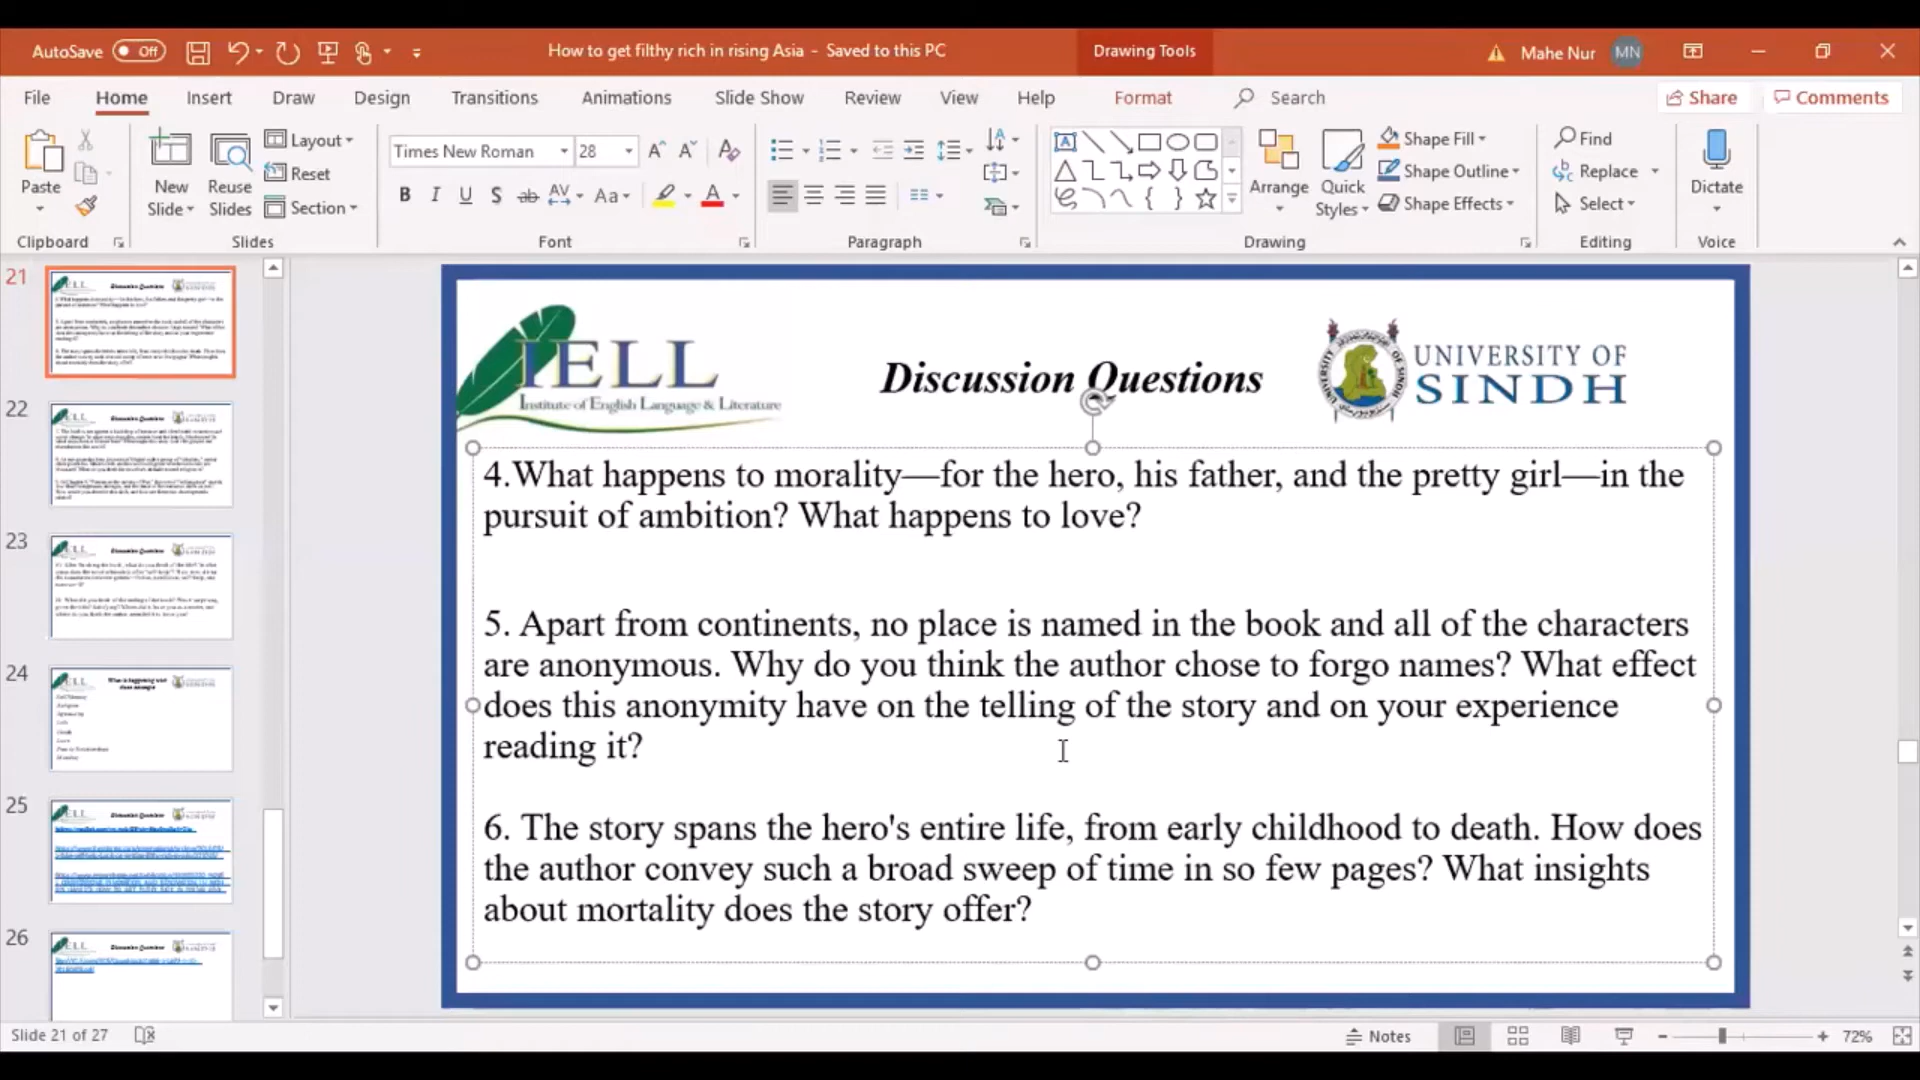 AutoSave Off
How to get filthy rich in rising Asia - Saved to this PC
Drawing Tools
Mahe Nur MN
File Home Insert Draw Design Transitions Animations Slide Show Review View Help Format Search Share Comments
Paste
Clipboard
New Slide
Reuse Slides
Layout
Reset
Section
Slides
Times New Roman 28
B I U S ab AV Aa A
Font
Paragraph
Arrange
Quick Styles
Shape Fill
Shape Outline
Shape Effects
Drawing
Find
Replace
Select
Editing
Dictate
Voice
21
22
23
24
25
26
IELL
Institute of English Language & Literature
Discussion Questions
UNIVERSITY OF
SINDH
4.What happens to morality—for the hero, his father, and the pretty girl—in the
pursuit of ambition? What happens to love?
5. Apart from continents, no place is named in the book and all of the characters
are anonymous. Why do you think the author chose to forgo names? What effect
does this anonymity have on the telling of the story and on your experience
reading it?
6. The story spans the hero's entire life, from early childhood to death. How does
the author convey such a broad sweep of time in so few pages? What insights
about mortality does the story offer?
Slide 21 of 27
Notes
72%